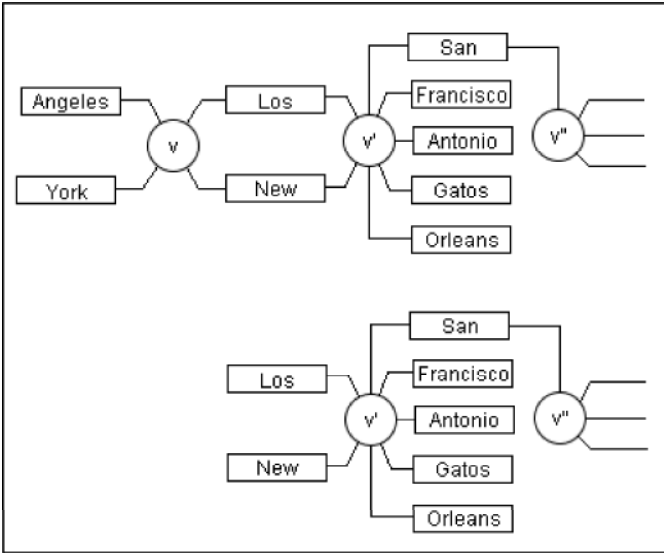 San
Angeles
Los
Francisco
v
v'
Antonio
v"
York
New
Gatos
Orleans
San
Los
Francisco
v'
Antonio
v"
New
Gatos
Orleans